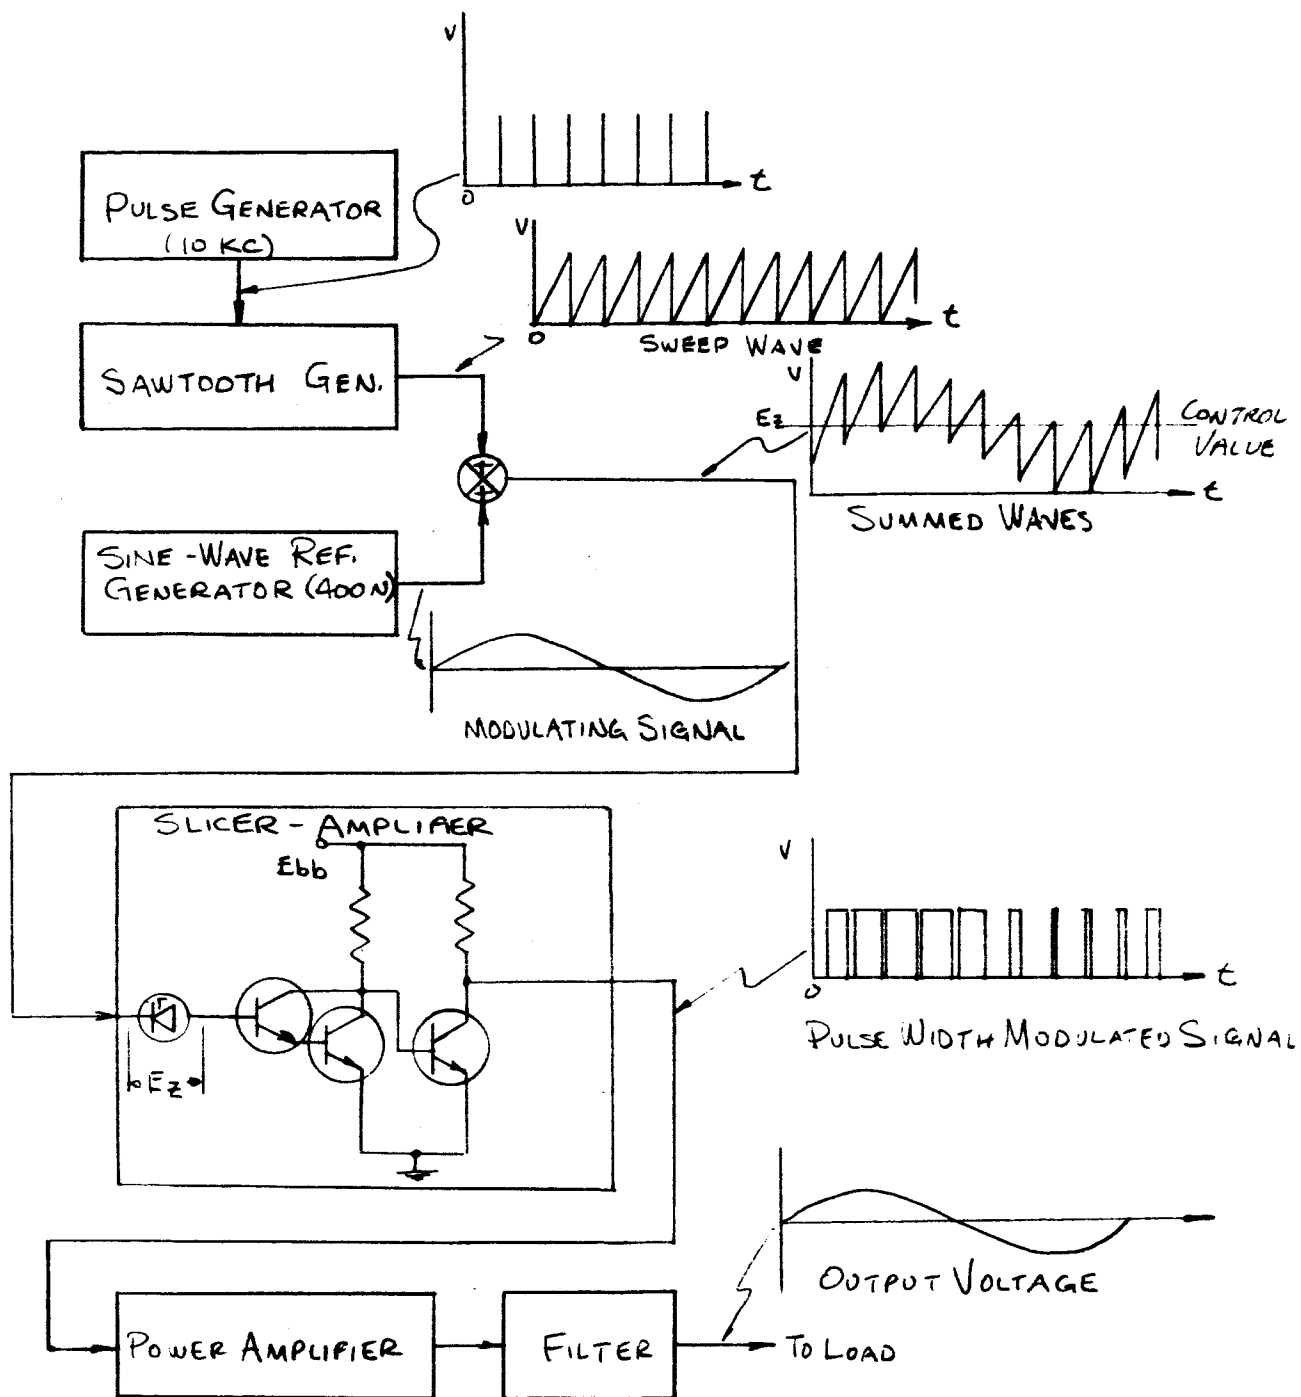 V
t
0
PULSE GENERATOR
(10 KC)
V
t
0
SWEEP WAVE
SAWTOOTH GEN.
V
Ez
CONTROL
VALUE
t
SUMMED WAVES
SINE-WAVE REF.
GENERATOR (400N)
MODULATING SIGNAL
SLICER-AMPLIFIER
Ebb
Ez
V
t
0
PULSE WIDTH MODULATED SIGNAL
OUTPUT VOLTAGE
POWER AMPLIFIER
FILTER
TO LOAD